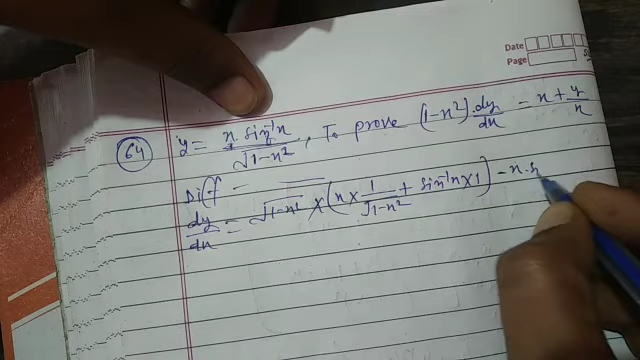 Date
Page
(64) y = x. sin⁻¹x / √1-x² , To prove (1-x²).dy/dx = x + y/x
Diff -
dy/dx = √1-x² × (x × 1/√1-x² + sin⁻¹x × 1) - x.s